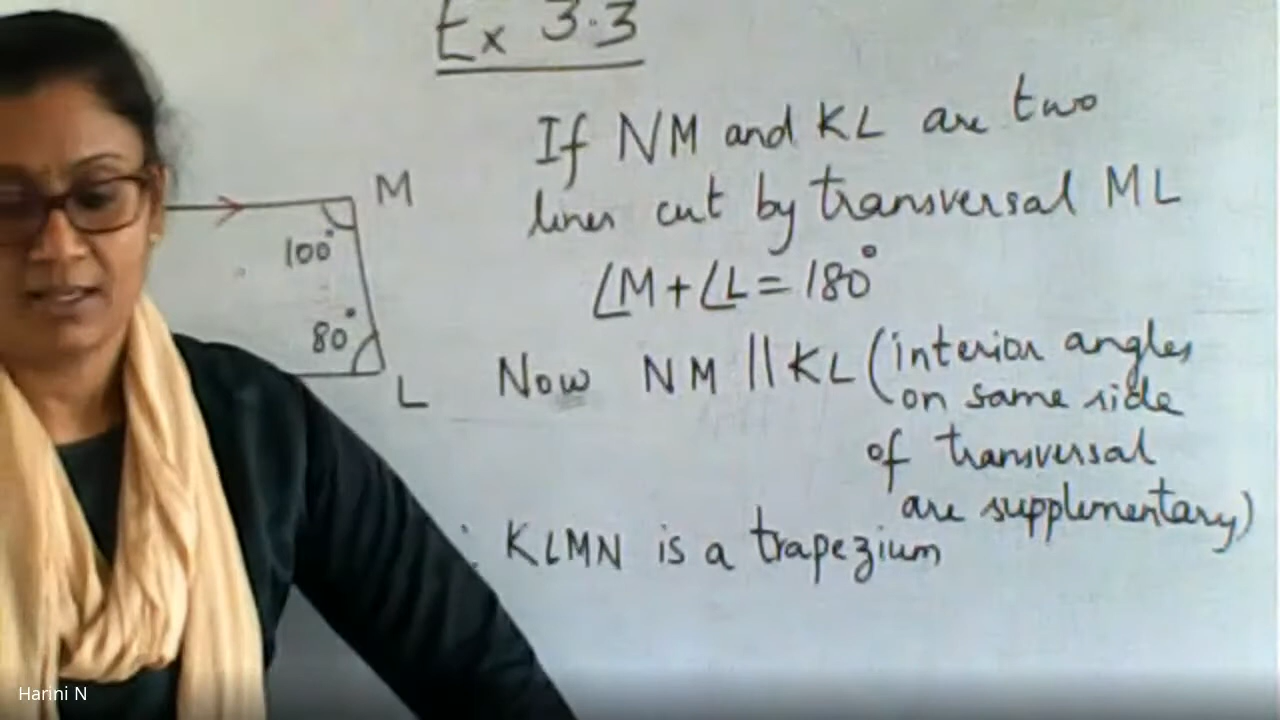 Ex 3.3
If NM and KL are two
lines cut by transversal ML
∠M+∠L=180°
Now NM || KL (interior angles
on same side
of transversal
are supplementary)
∴ KLMN is a trapezium
M
100°
80°
L
Harini N